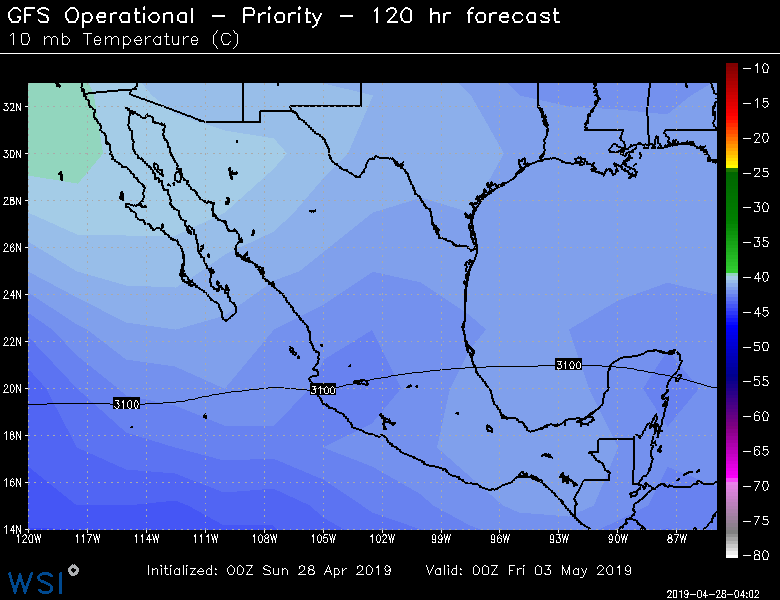 GFS Operational – Priority – 120 hr forecast
10 mb Temperature (C)
32N
30N
28N
26N
24N
22N
20N
18N
16N
14N
120W 117W 114W 111W 108W 105W 102W 99W 96W 93W 90W 87W
3100
3100
3100
−10
−15
−20
−25
−30
−35
−40
−45
−50
−55
−60
−65
−70
−75
−80
WSI
Initialized: 00Z Sun 28 Apr 2019 Valid: 00Z Fri 03 May 2019
2019-04-28-04:02